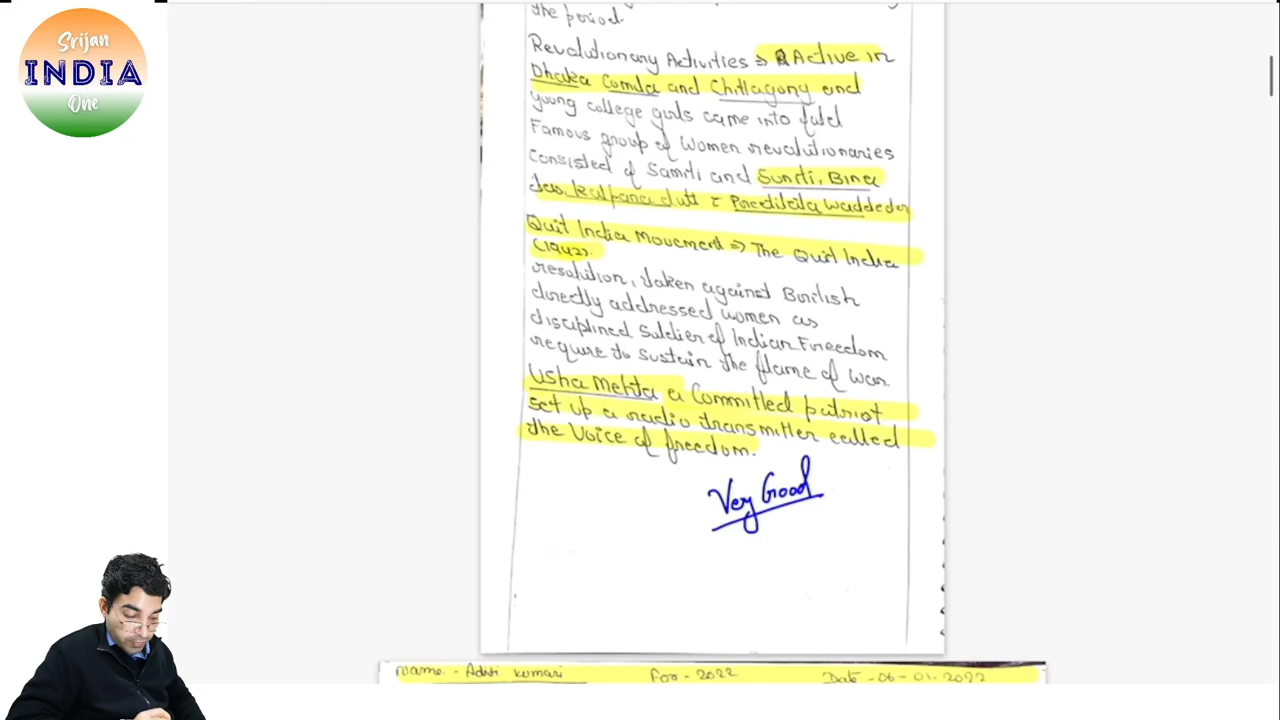 Srijan
INDIA
One
the period.
Revolutionary Activities => Active in
Dhaka Comila and Chittagong and
young college girls came into field
Famous group of women revolutionaries
consisted of Samiti and Suniti, Bina
das, kalpana dutt & Preetilata waddedar
Quit India Movement => The Quit India
(1942).
resolution, taken against British
directly addressed women as
disciplined soldier of Indian Freedom
require to sustain the flame of war.
Usha Mehta a committed patriot
set up a radio transmitter called
the Voice of freedom.
Very Good
Name - Aditi kumari For - 2022 Date - 06-01-2022